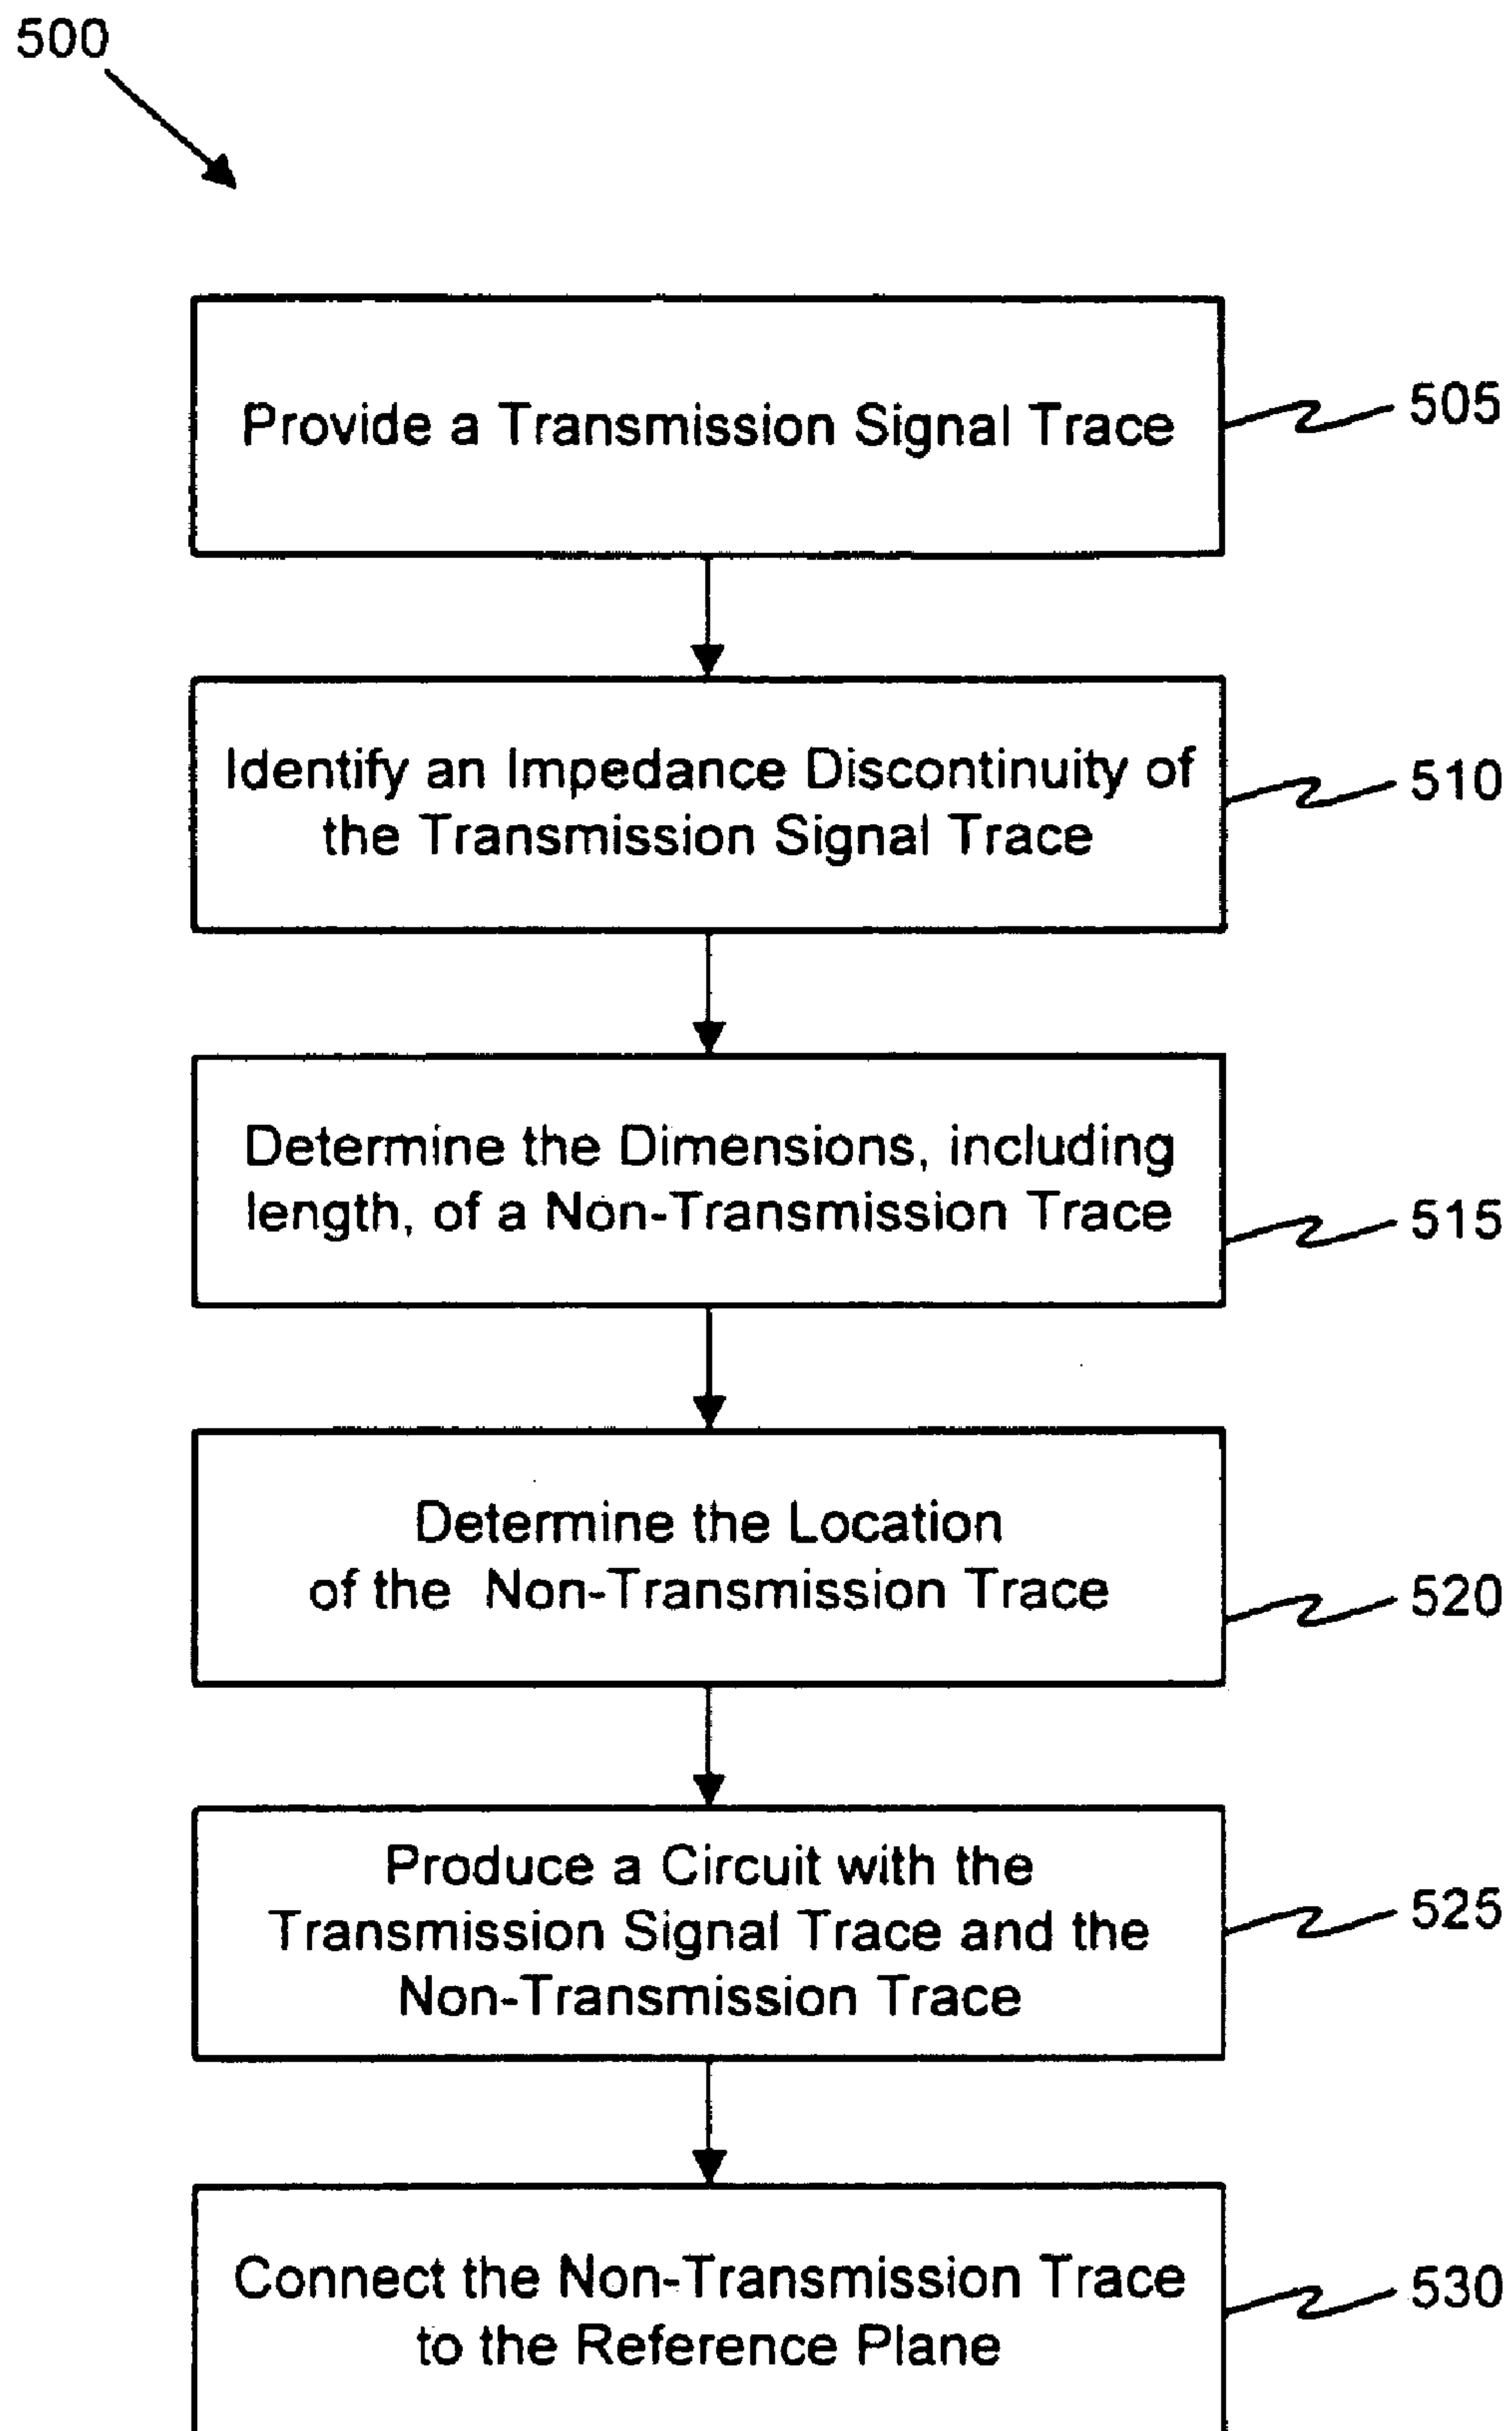 500
Provide a Transmission Signal Trace
505
Identify an Impedance Discontinuity of
the Transmission Signal Trace
510
Determine the Dimensions, including
length, of a Non-Transmission Trace
515
Determine the Location
of the Non-Transmission Trace
520
Produce a Circuit with the
Transmission Signal Trace and the
Non-Transmission Trace
525
Connect the Non-Transmission Trace
to the Reference Plane
530